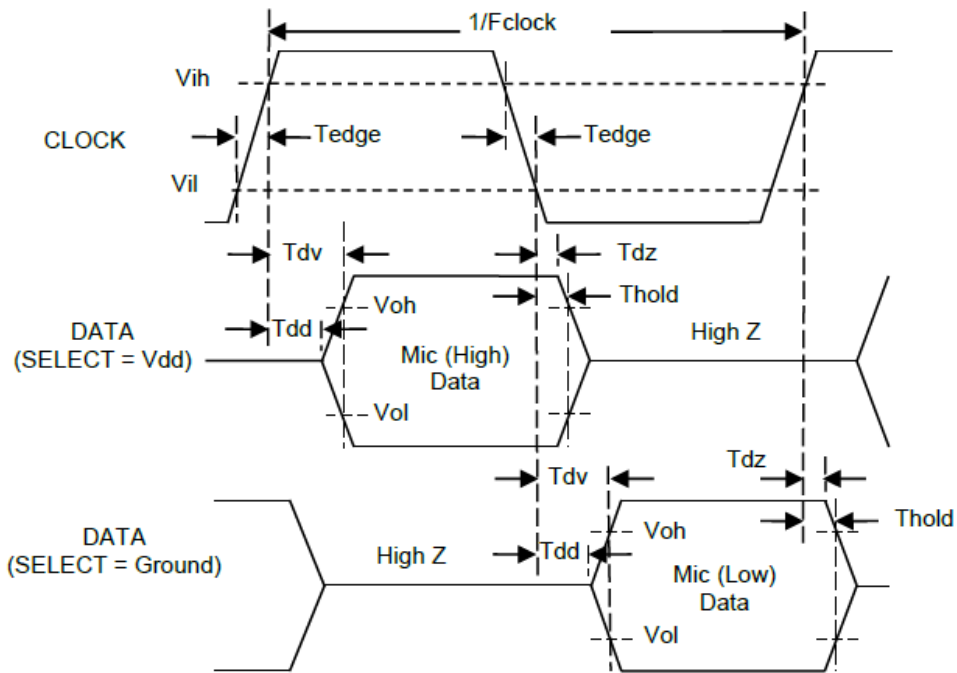 1/Fclock
Vih
CLOCK
Tedge
Tedge
Vil
Tdv
Tdz
Thold
Voh
Tdd
DATA
(SELECT = Vdd)
High Z
Mic (High)
Data
Vol
Tdz
Tdv
Thold
Voh
DATA
(SELECT = Ground)
High Z
Tdd
Mic (Low)
Data
Vol